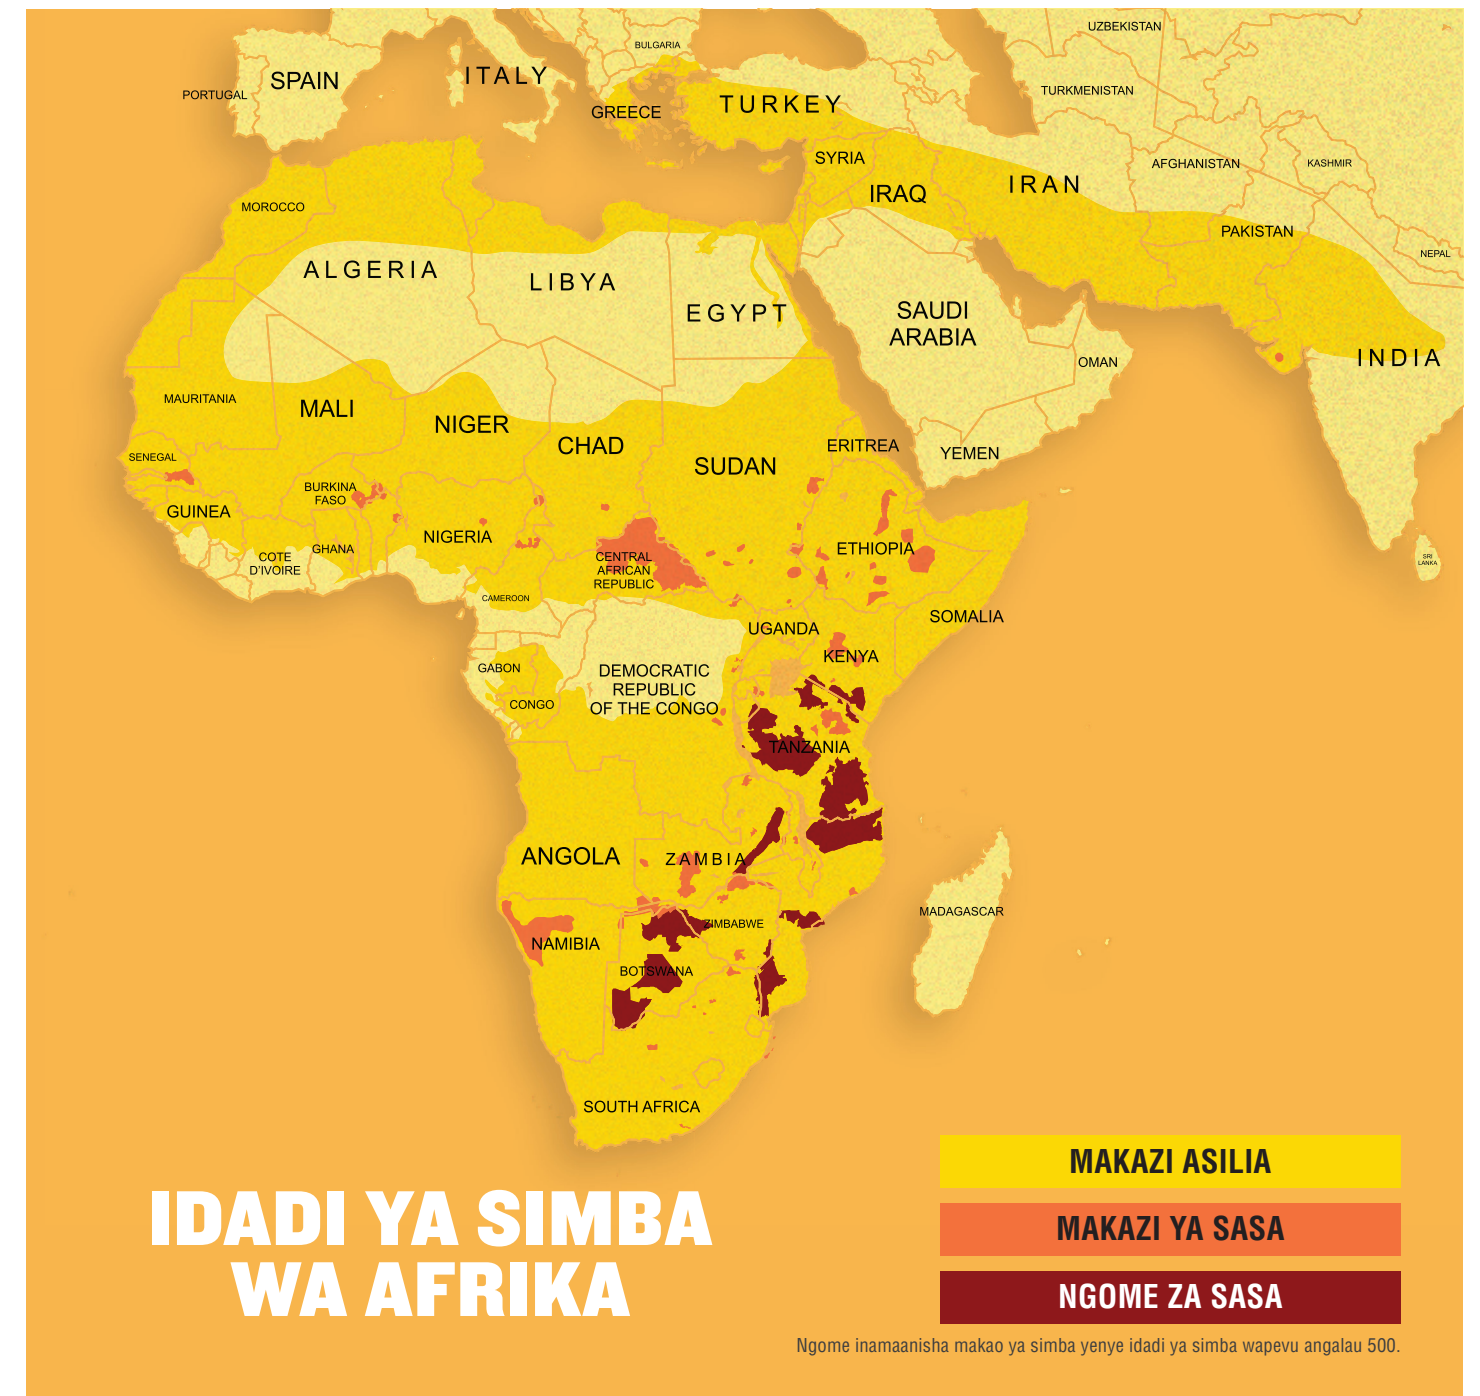 UZBEKISTAN
BULGARIA
SPAIN
ITALY
PORTUGAL
TURKMENISTAN
GREECE
TURKEY
SYRIA
AFGHANISTAN
KASHMIR
IRAN
IRAQ
MOROCCO
PAKISTAN
NEPAL
ALGERIA
LIBYA
EGYPT
SAUDI
ARABIA
OMAN
INDIA
MAURITANIA
MALI
NIGER
CHAD
SUDAN
ERITREA
YEMEN
SENEGAL
BURKINA
FASO
GUINEA
NIGERIA
GHANA
COTE
D'IVOIRE
CENTRAL
AFRICAN
REPUBLIC
ETHIOPIA
SRI
LANKA
CAMEROON
SOMALIA
UGANDA
KENYA
GABON
DEMOCRATIC
REPUBLIC
OF THE CONGO
CONGO
TANZANIA
ANGOLA
ZAMBIA
MADAGASCAR
ZIMBABWE
NAMIBIA
BOTSWANA
SOUTH AFRICA
IDADI YA SIMBA
WA AFRIKA
MAKAZI ASILIA
MAKAZI YA SASA
NGOME ZA SASA
Ngome inamaanisha makao ya simba yenye idadi ya simba wapevu angalau 500.